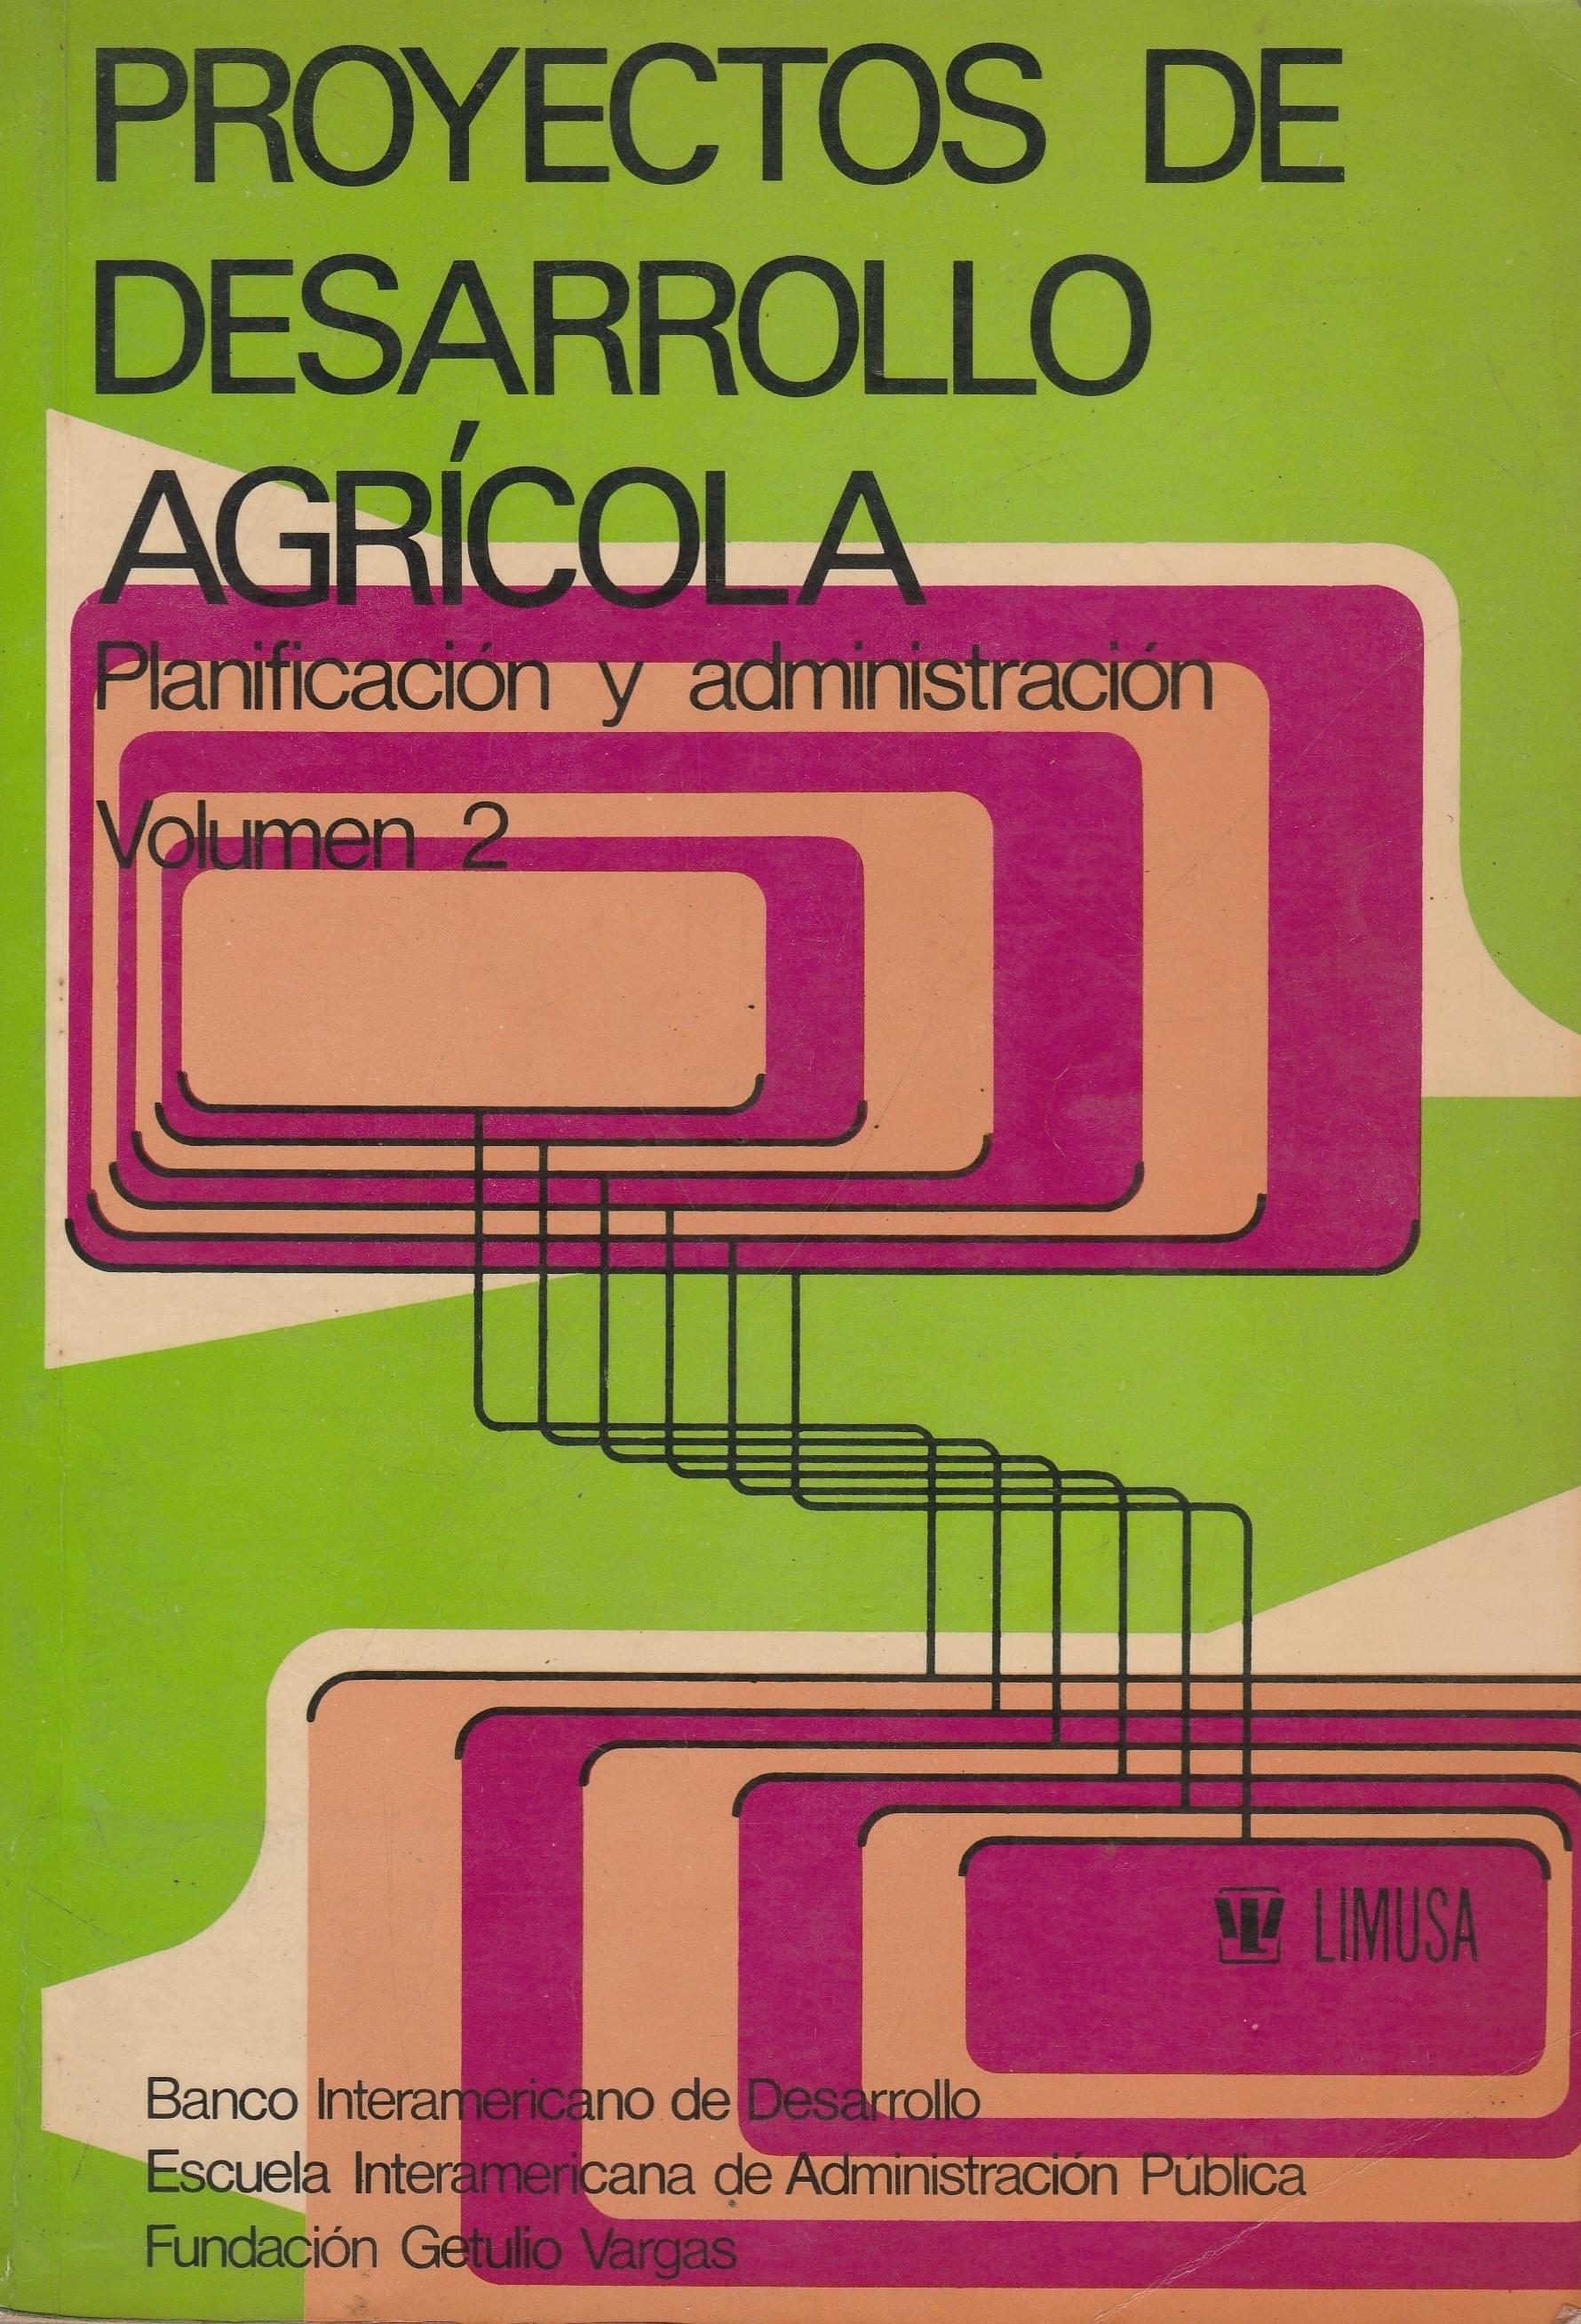 PROYECTOS DE
DESARROLLO
AGRÍCOLA
Planificación y administración
Volumen 2
LIMUSA
Banco Interamericano de Desarrollo
Escuela Interamericana de Administración Pública
Fundación Getulio Vargas